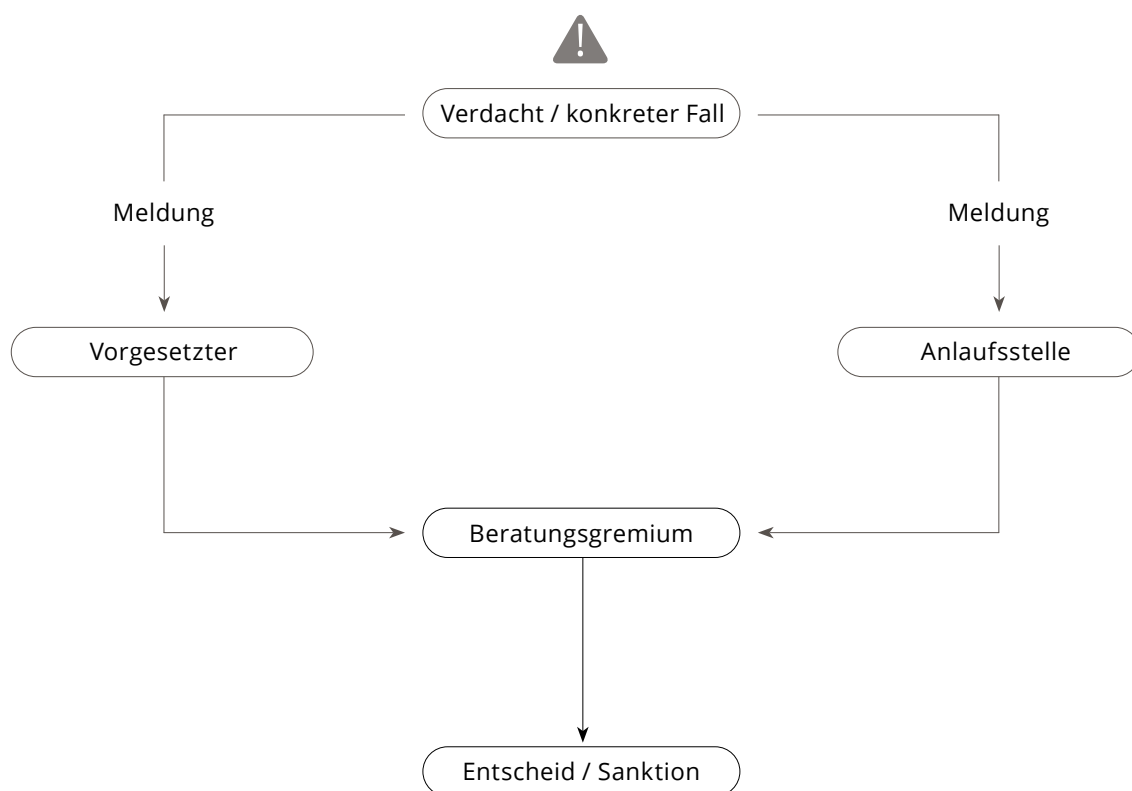 !
Verdacht / konkreter Fall
Meldung
Meldung
Vorgesetzter
Anlaufsstelle
Beratungsgremium
Entscheid / Sanktion